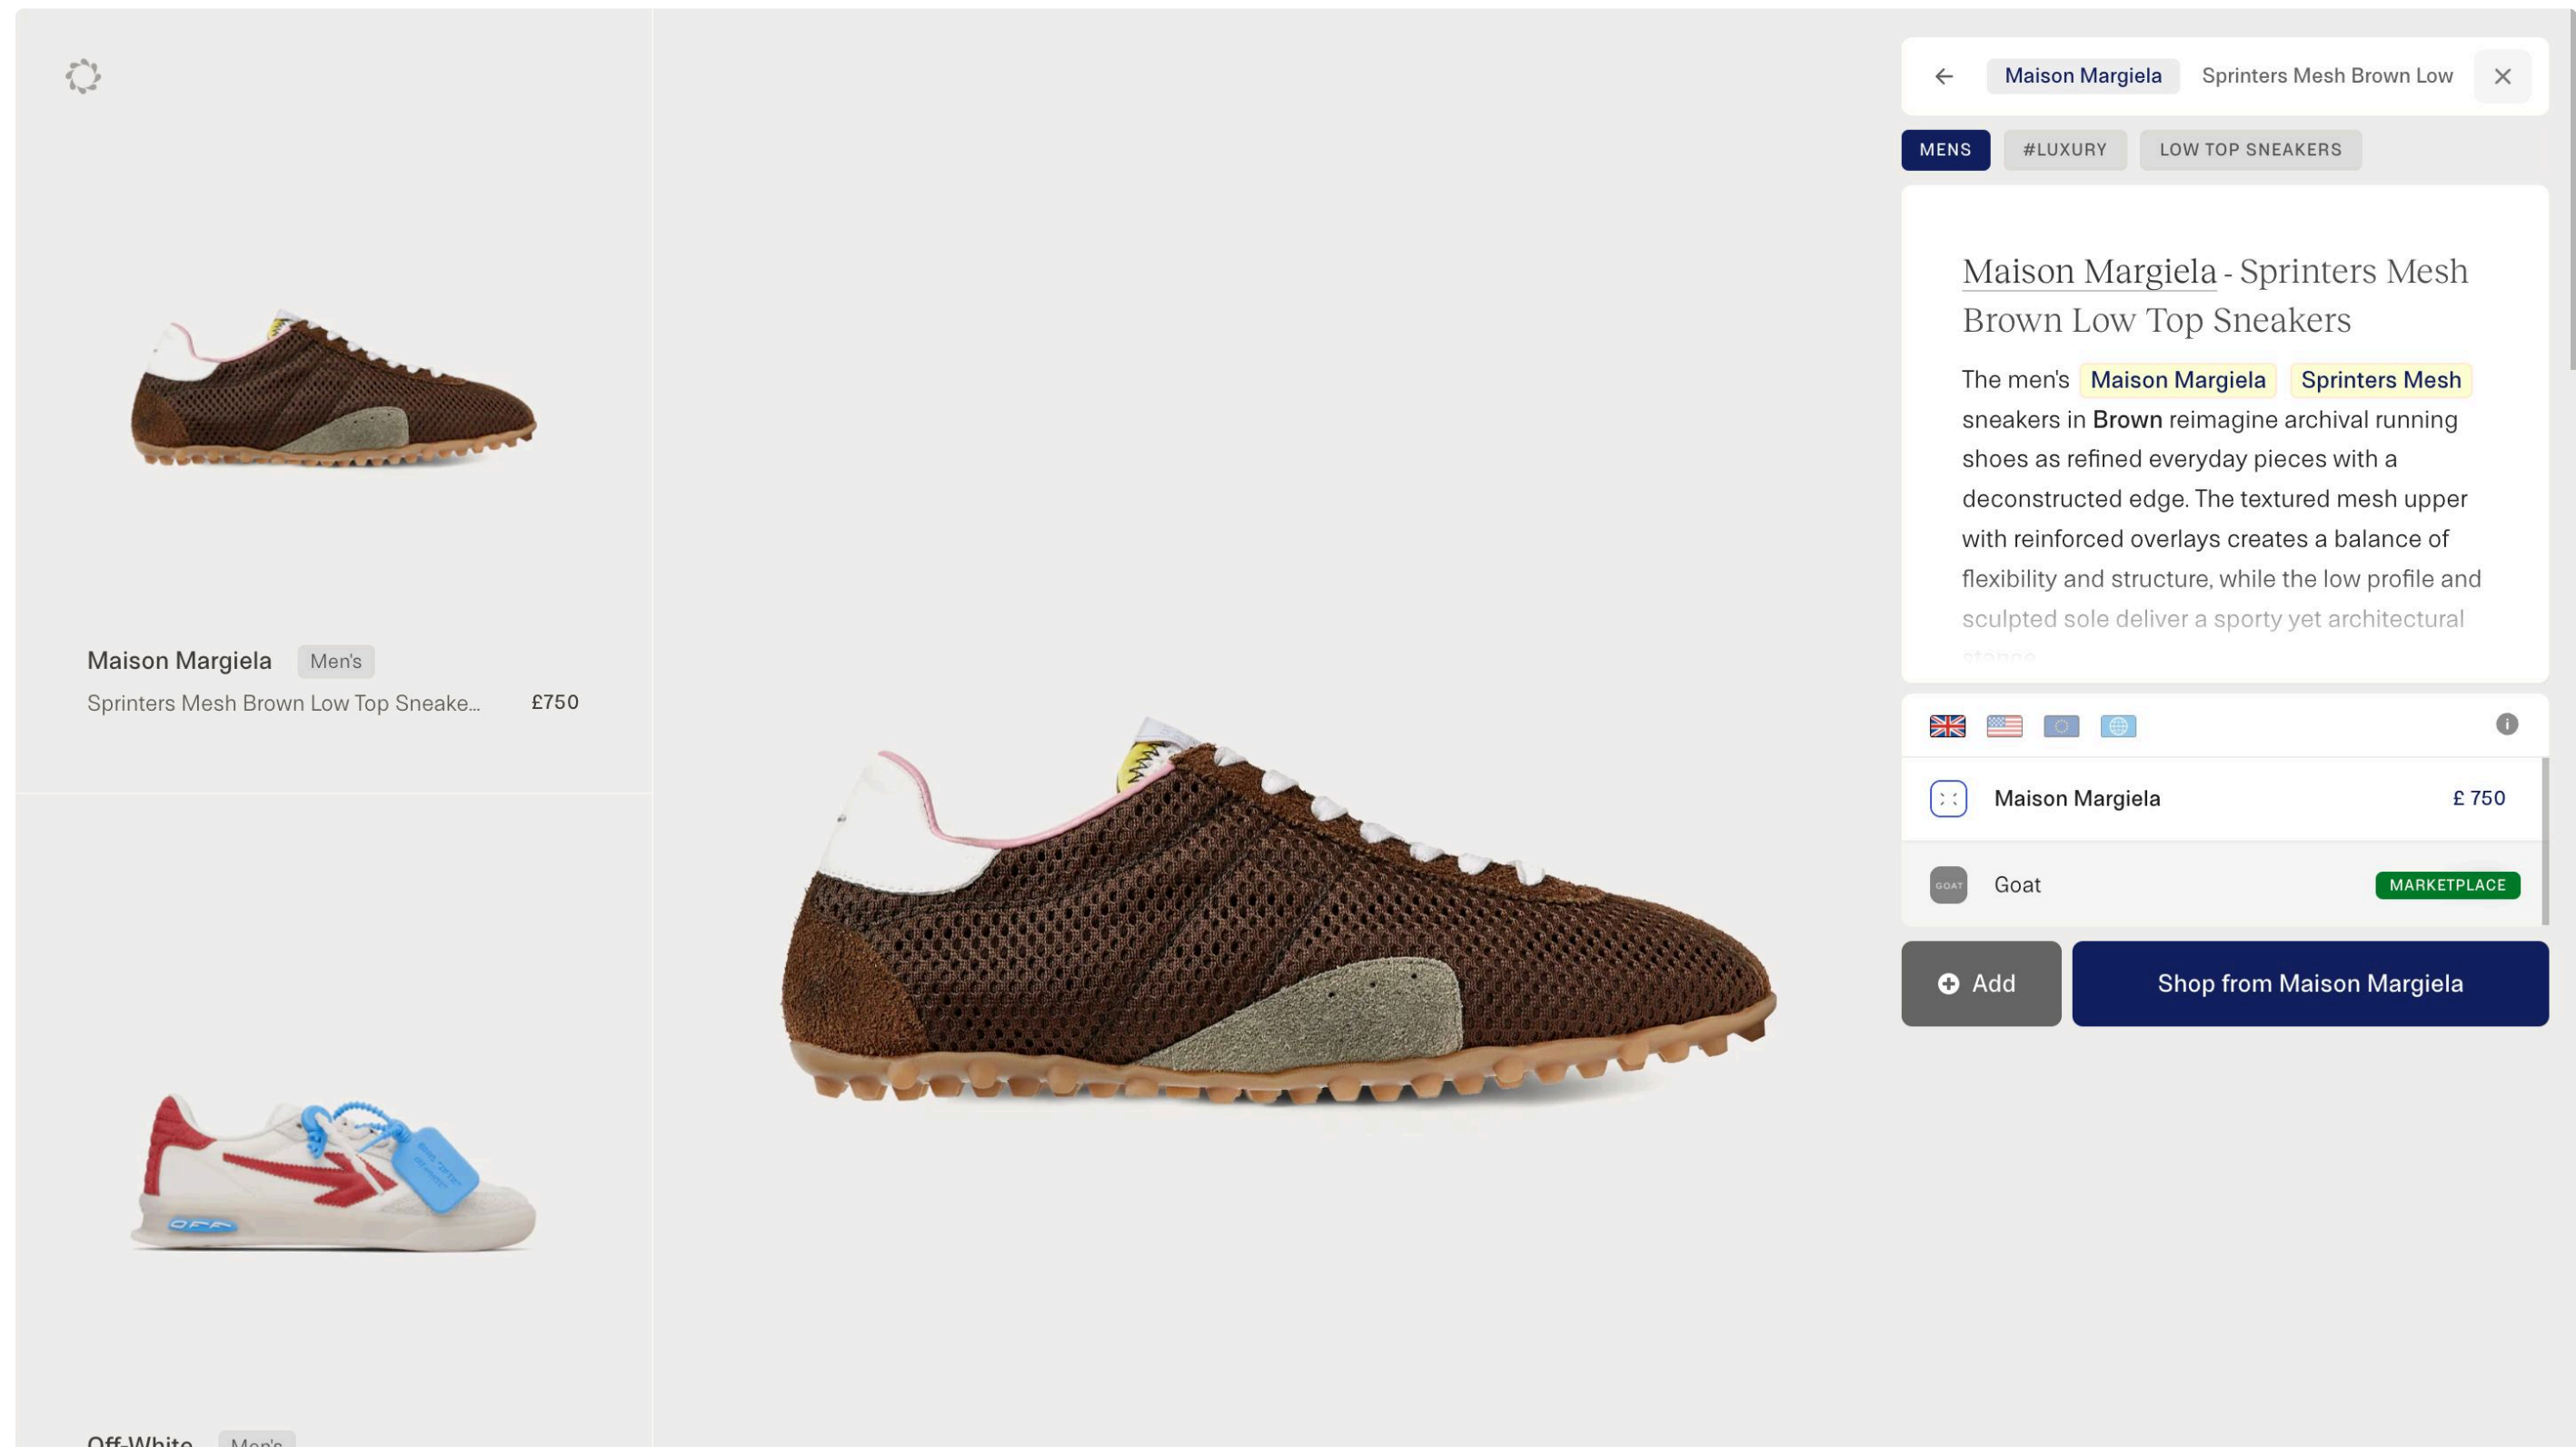 Maison Margiela Men's
Sprinters Mesh Brown Low Top Sneake... £750
OFF
Off-White Men's
Maison Margiela Sprinters Mesh Brown Low
MENS #LUXURY LOW TOP SNEAKERS
Maison Margiela - Sprinters Mesh
Brown Low Top Sneakers
The men's Maison Margiela Sprinters Mesh
sneakers in Brown reimagine archival running
shoes as refined everyday pieces with a
deconstructed edge. The textured mesh upper
with reinforced overlays creates a balance of
flexibility and structure, while the low profile and
sculpted sole deliver a sporty yet architectural
stance.
Maison Margiela £ 750
GOAT Goat MARKETPLACE
Add Shop from Maison Margiela